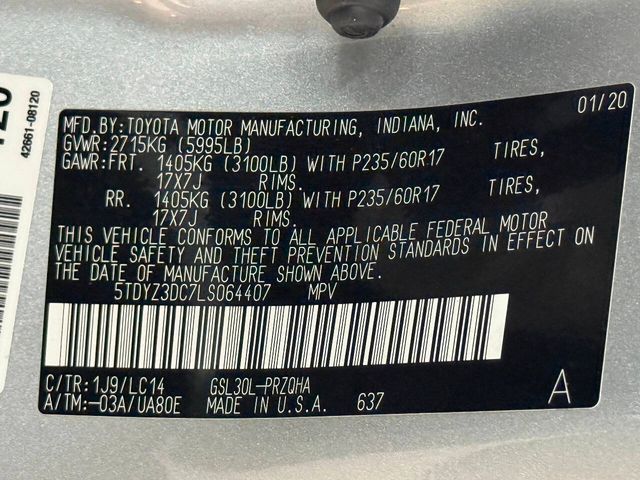 42661-08120
01/20
MFD.BY:TOYOTA MOTOR MANUFACTURING, INDIANA, INC.
GVWR:2715KG (5995LB)
GAWR:FRT. 1405KG (3100LB) WITH P235/60R17 TIRES,
17X7J RIMS.
RR. 1405KG (3100LB) WITH P235/60R17 TIRES,
17X7J RIMS.
THIS VEHICLE CONFORMS TO ALL APPLICABLE FEDERAL MOTOR
VEHICLE SAFETY AND THEFT PREVENTION STANDARDS IN EFFECT ON
THE DATE OF MANUFACTURE SHOWN ABOVE.
5TDYZ3DC7LS064407 MPV
C/TR:1J9/LC14 GSL30L-PRZQHA
A/TM:-03A/UA80E MADE IN U.S.A. 637 A